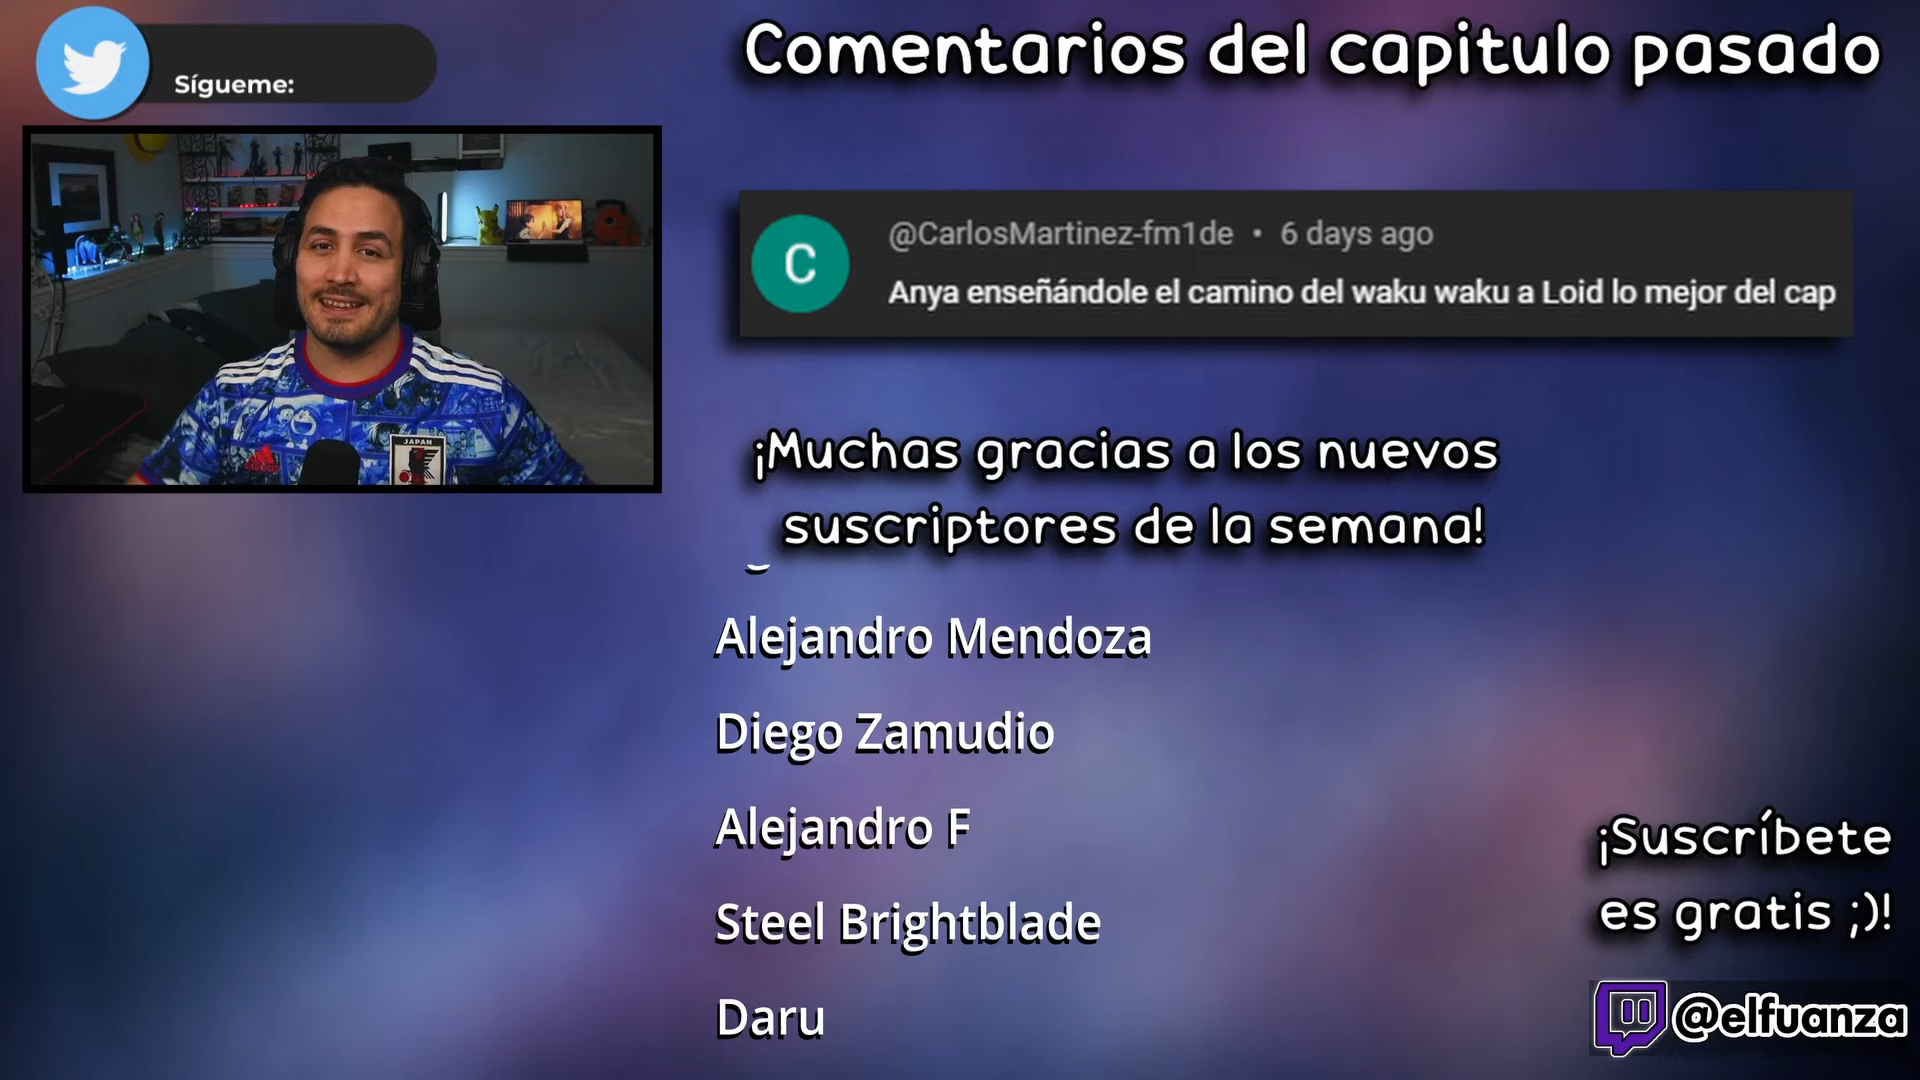 Sígueme:
Comentarios del capitulo pasado
@CarlosMartinez-fm1de • 6 days ago
C
Anya enseñándole el camino del waku waku a Loid lo mejor del cap
JAPAN
¡Muchas gracias a los nuevos
suscriptores de la semana!
Alejandro Mendoza
Diego Zamudio
Alejandro F
Steel Brightblade
Daru
¡Suscríbete
es gratis ;)!
@elfuanza